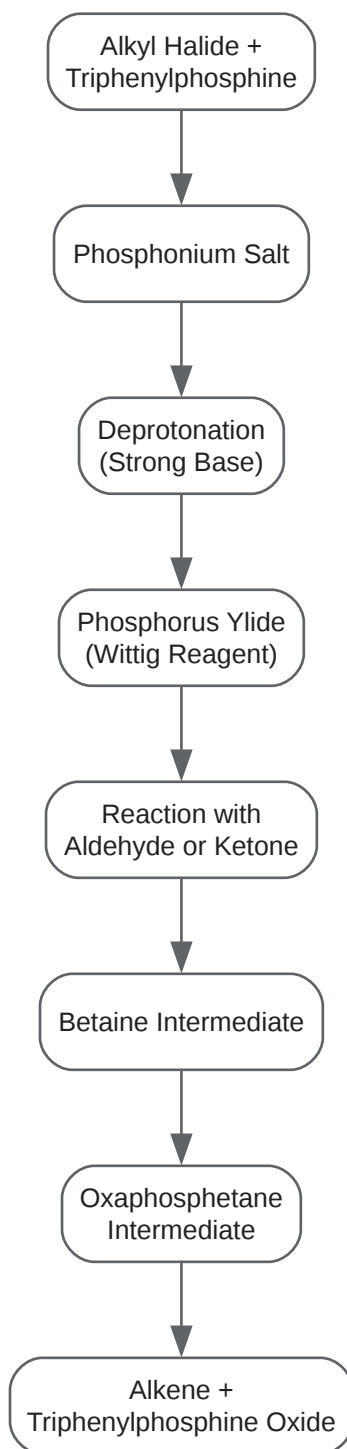 Alkyl Halide +
Triphenylphosphine
Phosphonium Salt
Deprotonation
(Strong Base)
Phosphorus Ylide
(Wittig Reagent)
Reaction with
Aldehyde or Ketone
Betaine Intermediate
Oxaphosphetane
Intermediate
Alkene +
Triphenylphosphine Oxide